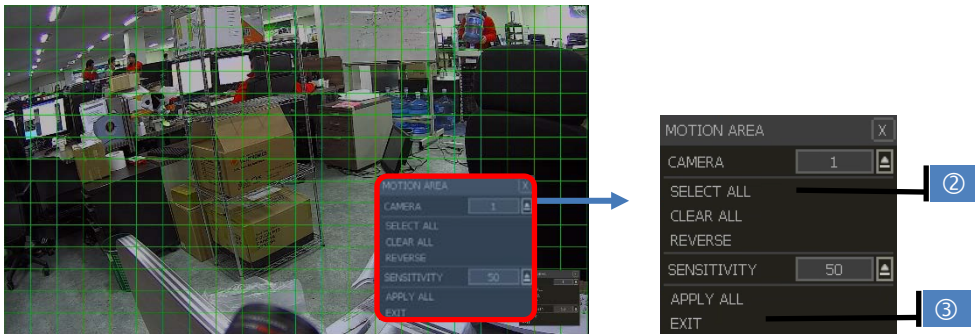 MOTION AREA X
CAMERA 1
SELECT ALL
CLEAR ALL
REVERSE
SENSITIVITY 50
APPLY ALL
EXIT
MOTION AREA X
CAMERA 1
SELECT ALL
CLEAR ALL
REVERSE
SENSITIVITY 50
APPLY ALL
EXIT
②
③